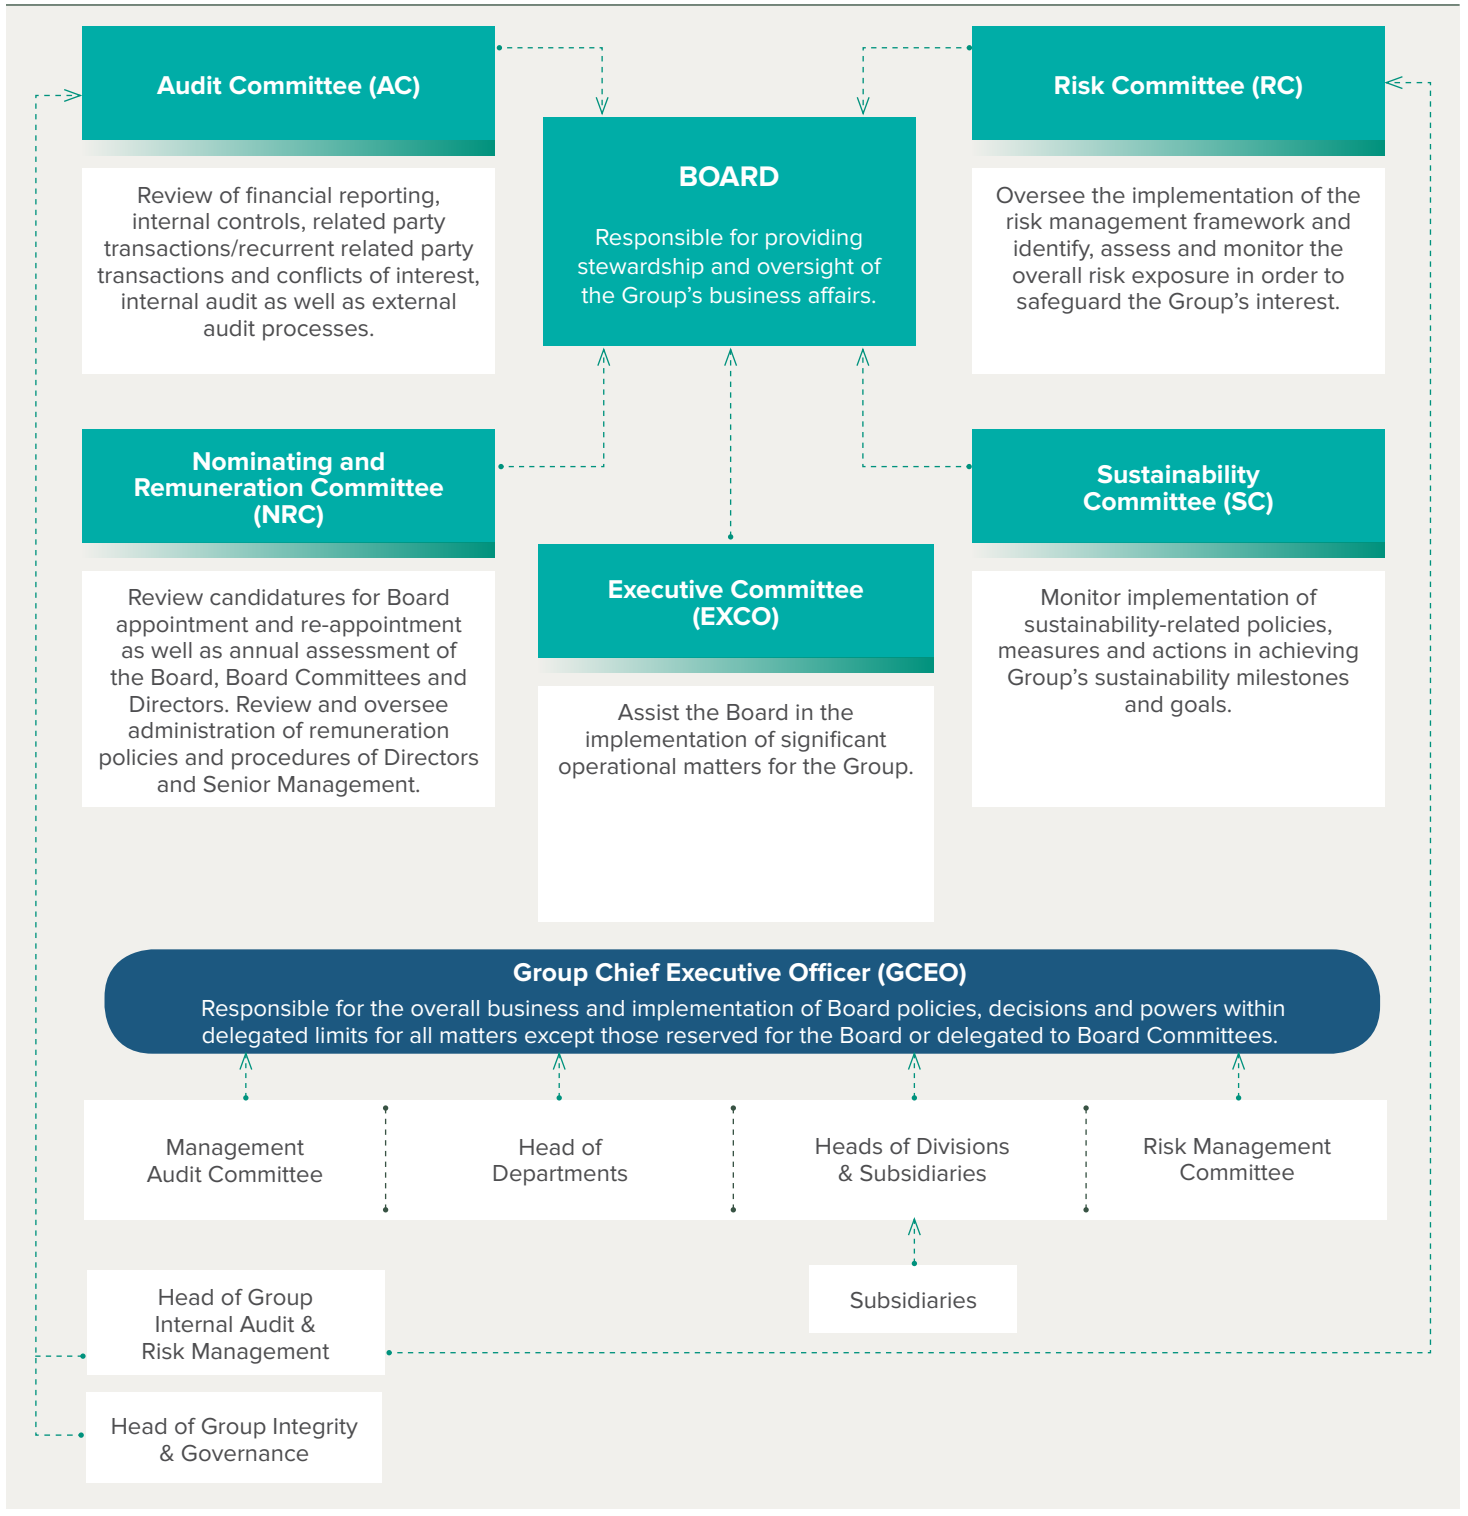 Audit Committee (AC)
Review of financial reporting,
internal controls, related party
transactions/recurrent related party
transactions and conflicts of interest,
internal audit as well as external
audit processes.
BOARD
Responsible for providing
stewardship and oversight of
the Group’s business affairs.
Risk Committee (RC)
Oversee the implementation of the
risk management framework and
identify, assess and monitor the
overall risk exposure in order to
safeguard the Group’s interest.
Nominating and
Remuneration Committee
(NRC)
Review candidatures for Board
appointment and re-appointment
as well as annual assessment of
the Board, Board Committees and
Directors. Review and oversee
administration of remuneration
policies and procedures of Directors
and Senior Management.
Executive Committee
(EXCO)
Assist the Board in the
implementation of significant
operational matters for the Group.
Sustainability
Committee (SC)
Monitor implementation of
sustainability-related policies,
measures and actions in achieving
Group’s sustainability milestones
and goals.
Group Chief Executive Officer (GCEO)
Responsible for the overall business and implementation of Board policies, decisions and powers within
delegated limits for all matters except those reserved for the Board or delegated to Board Committees.
Management
Audit Committee
Head of
Departments
Heads of Divisions
& Subsidiaries
Risk Management
Committee
Subsidiaries
Head of Group
Internal Audit &
Risk Management
Head of Group Integrity
& Governance